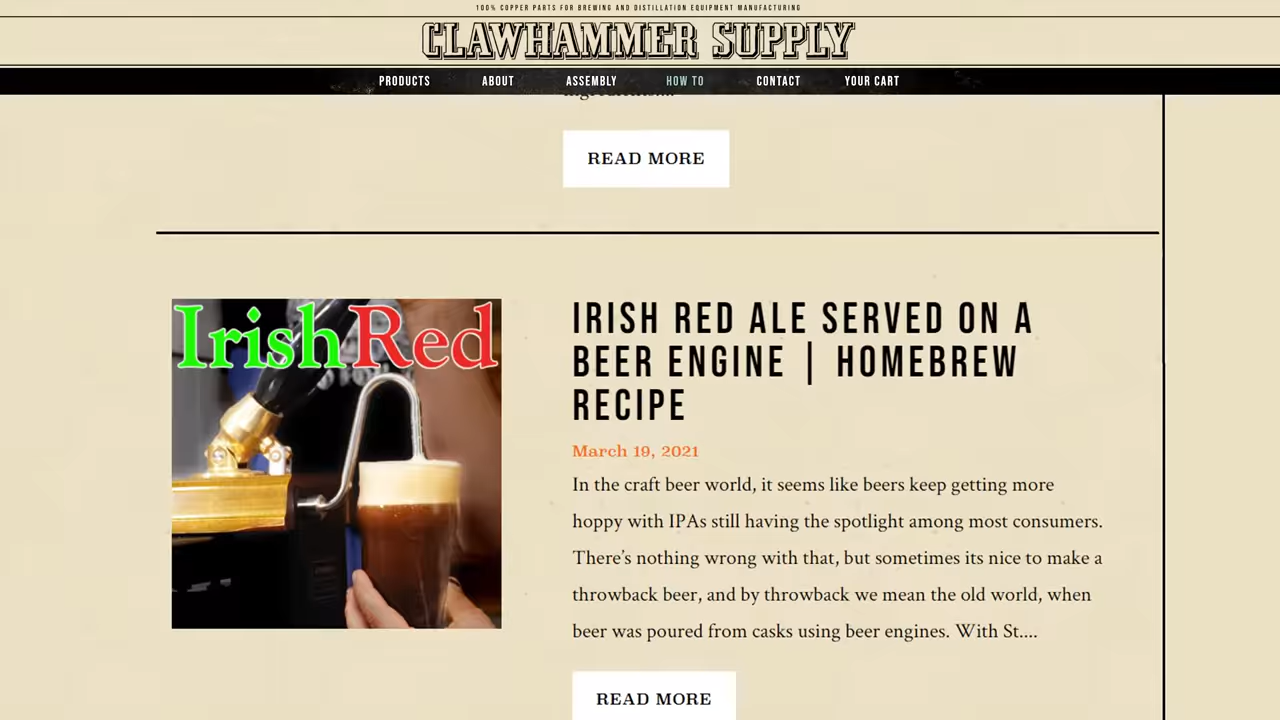 100% COPPER PARTS FOR BREWING AND DISTILLATION EQUIPMENT MANUFACTURING
CLAWHAMMER SUPPLY
PRODUCTS ABOUT ASSEMBLY HOW TO CONTACT YOUR CART
READ MORE
Irish Red
IRISH RED ALE SERVED ON A
BEER ENGINE | HOMEBREW
RECIPE
March 19, 2021
In the craft beer world, it seems like beers keep getting more
hoppy with IPAs still having the spotlight among most consumers.
There’s nothing wrong with that, but sometimes its nice to make a
throwback beer, and by throwback we mean the old world, when
beer was poured from casks using beer engines. With St....
READ MORE